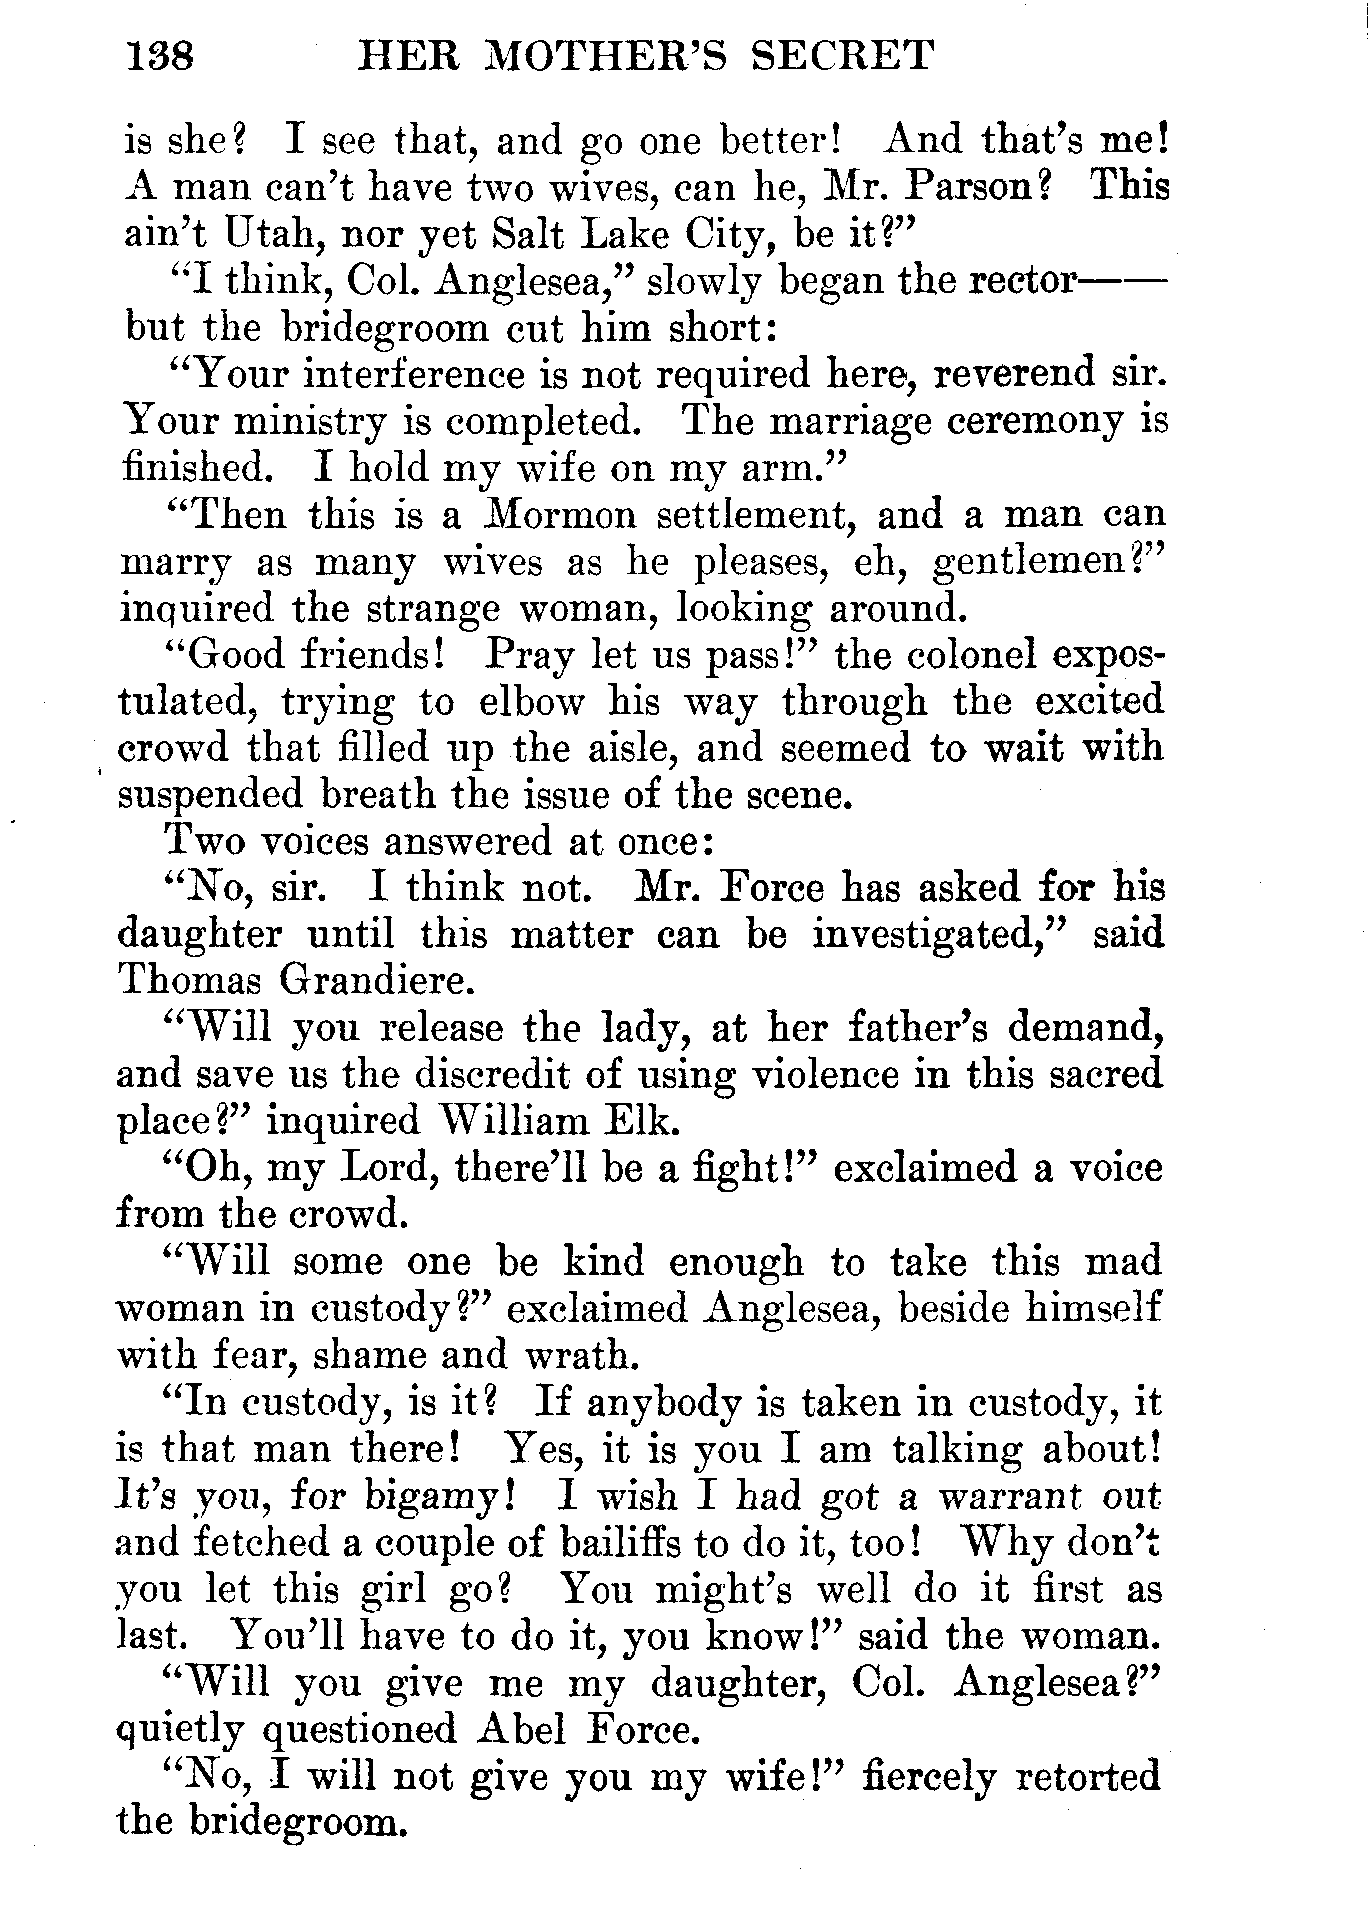 138 HER MOTHER'S SECRET
is she? I see that, and go one better! And that's me!
A man can't have two wives, can he, Mr. Parson? This
ain't Utah, nor yet Salt Lake City, be it?”
“I think, Col. Anglesea,” slowly began the rector——
but the bridegroom cut him short:
“Your interference is not required here, reverend sir.
Your ministry is completed. The marriage ceremony is
finished. I hold my wife on my arm.”
“Then this is a Mormon settlement, and a man can
marry as many wives as he pleases, eh, gentlemen?”
inquired the strange woman, looking around.
“Good friends! Pray let us pass!” the colonel expos-
tulated, trying to elbow his way through the excited
crowd that filled up the aisle, and seemed to wait with
suspended breath the issue of the scene.
Two voices answered at once:
“No, sir. I think not. Mr. Force has asked for his
daughter until this matter can be investigated,” said
Thomas Grandiere.
“Will you release the lady, at her father's demand,
and save us the discredit of using violence in this sacred
place?” inquired William Elk.
“Oh, my Lord, there'll be a fight!” exclaimed a voice
from the crowd.
“Will some one be kind enough to take this mad
woman in custody?” exclaimed Anglesea, beside himself
with fear, shame and wrath.
“In custody, is it? If anybody is taken in custody, it
is that man there! Yes, it is you I am talking about!
It's you, for bigamy! I wish I had got a warrant out
and fetched a couple of bailiffs to do it, too! Why don't
you let this girl go? You might's well do it first as
last. You'll have to do it, you know!” said the woman.
“Will you give me my daughter, Col. Anglesea?”
quietly questioned Abel Force.
“No, I will not give you my wife!” fiercely retorted
the bridegroom.